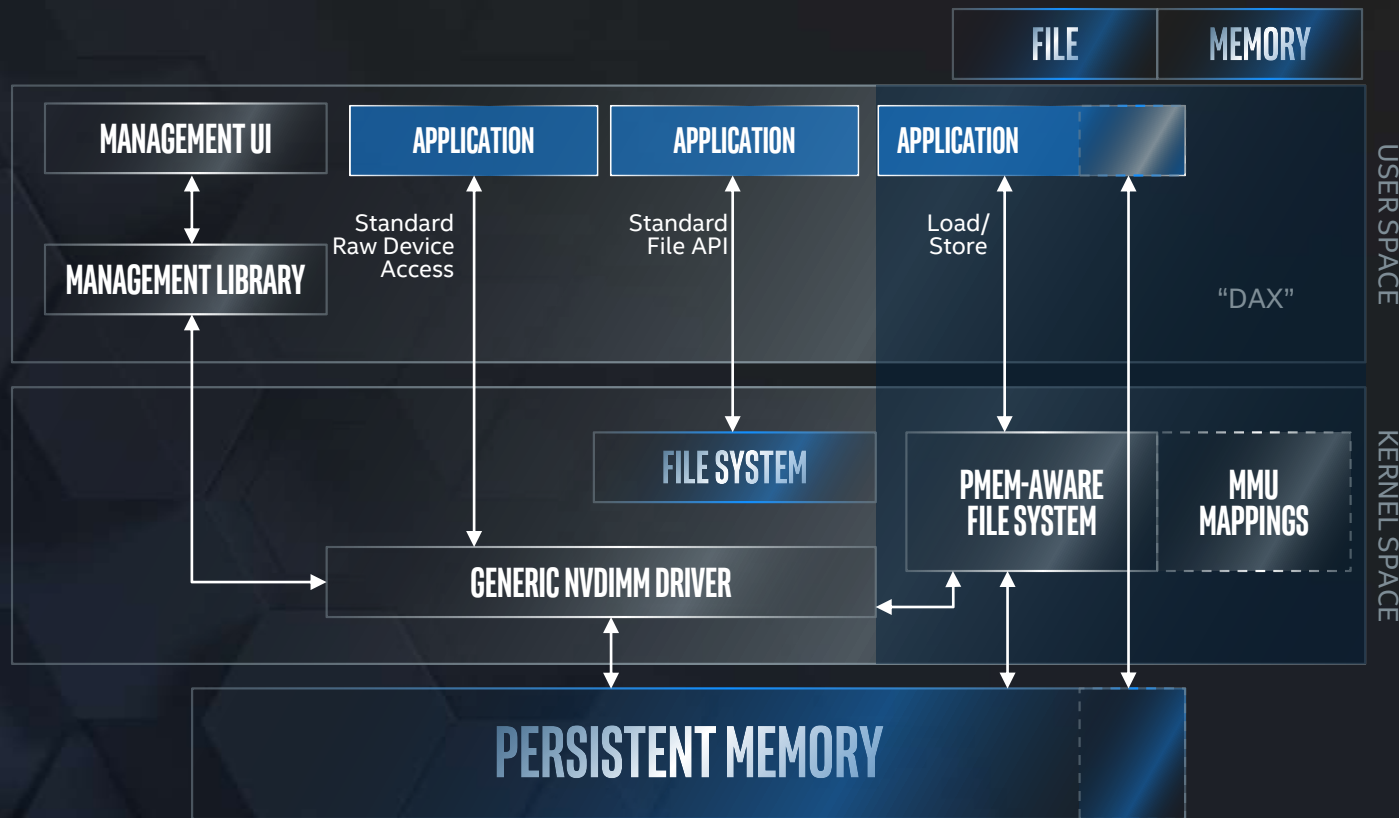 FILE
MEMORY
MANAGEMENT UI
APPLICATION
APPLICATION
APPLICATION
Standard
Raw Device
Access
Standard
File API
Load/
Store
MANAGEMENT LIBRARY
“DAX”
USER SPACE
FILE SYSTEM
PMEM-AWARE
FILE SYSTEM
MMU
MAPPINGS
GENERIC NVDIMM DRIVER
KERNEL SPACE
PERSISTENT MEMORY